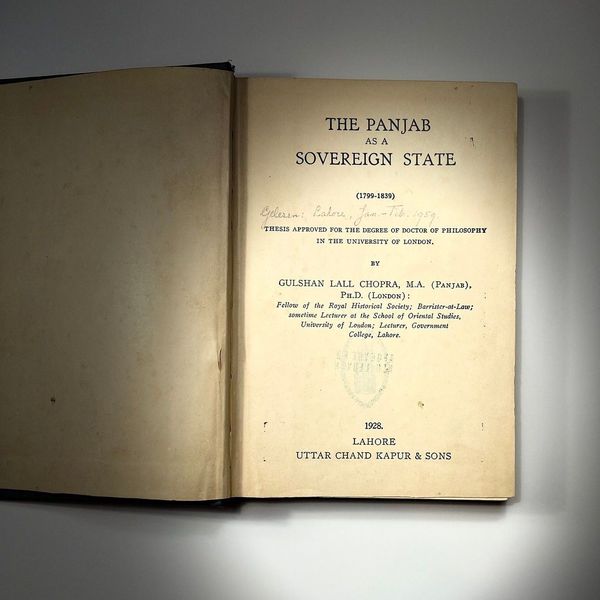 THE PANJAB
AS A
SOVEREIGN STATE
(1799-1839)
Gelesen: Lahore, Jan.-Feb. 1959
THESIS APPROVED FOR THE DEGREE OF DOCTOR OF PHILOSOPHY
IN THE UNIVERSITY OF LONDON.
BY
GULSHAN LALL CHOPRA, M.A. (PANJAB),
PH.D. (LONDON):
Fellow of the Royal Historical Society; Barrister-at-Law;
sometime Lecturer at the School of Oriental Studies,
University of London; Lecturer, Government
College, Lahore.
1928.
LAHORE
UTTAR CHAND KAPUR & SONS